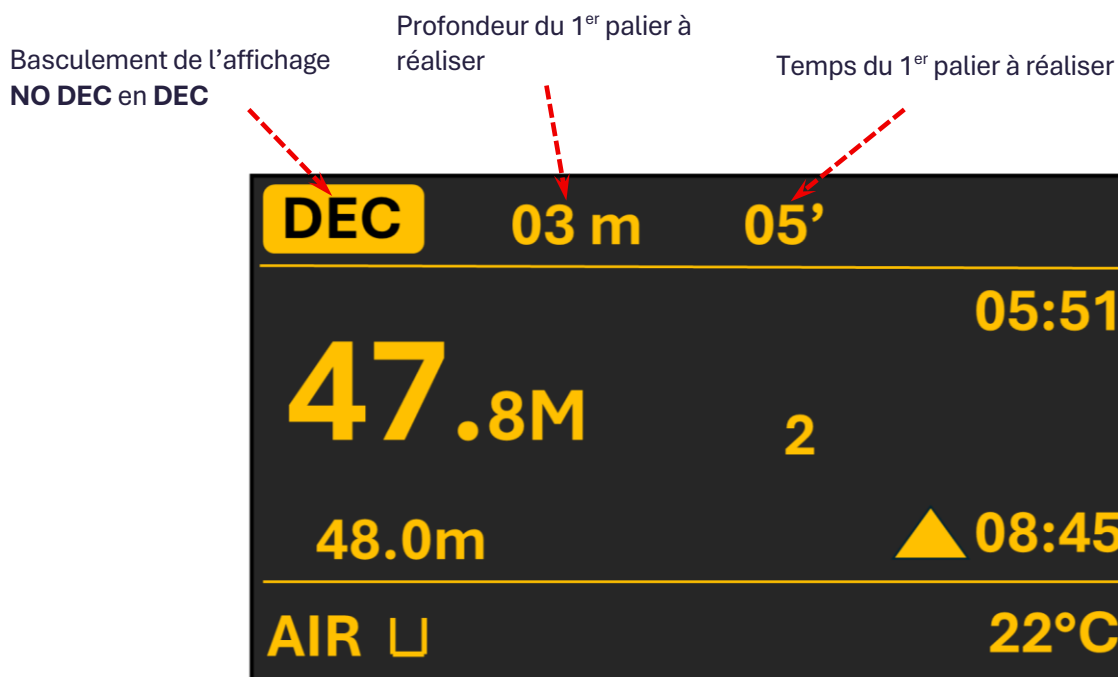 Basculement de l’affichage
NO DEC en DEC
Profondeur du 1er palier à
réaliser
Temps du 1er palier à réaliser
DEC 03 m 05’
05:51
47.8M 2
48.0m 08:45
AIR 22°C